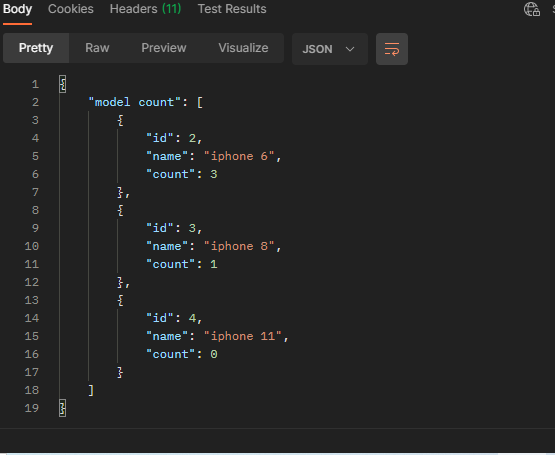 Body Cookies Headers (11) Test Results
Pretty Raw Preview Visualize JSON
1 {
2 "model count": [
3 {
4 "id": 2,
5 "name": "iphone 6",
6 "count": 3
7 },
8 {
9 "id": 3,
10 "name": "iphone 8",
11 "count": 1
12 },
13 {
14 "id": 4,
15 "name": "iphone 11",
16 "count": 0
17 }
18 ]
19 }